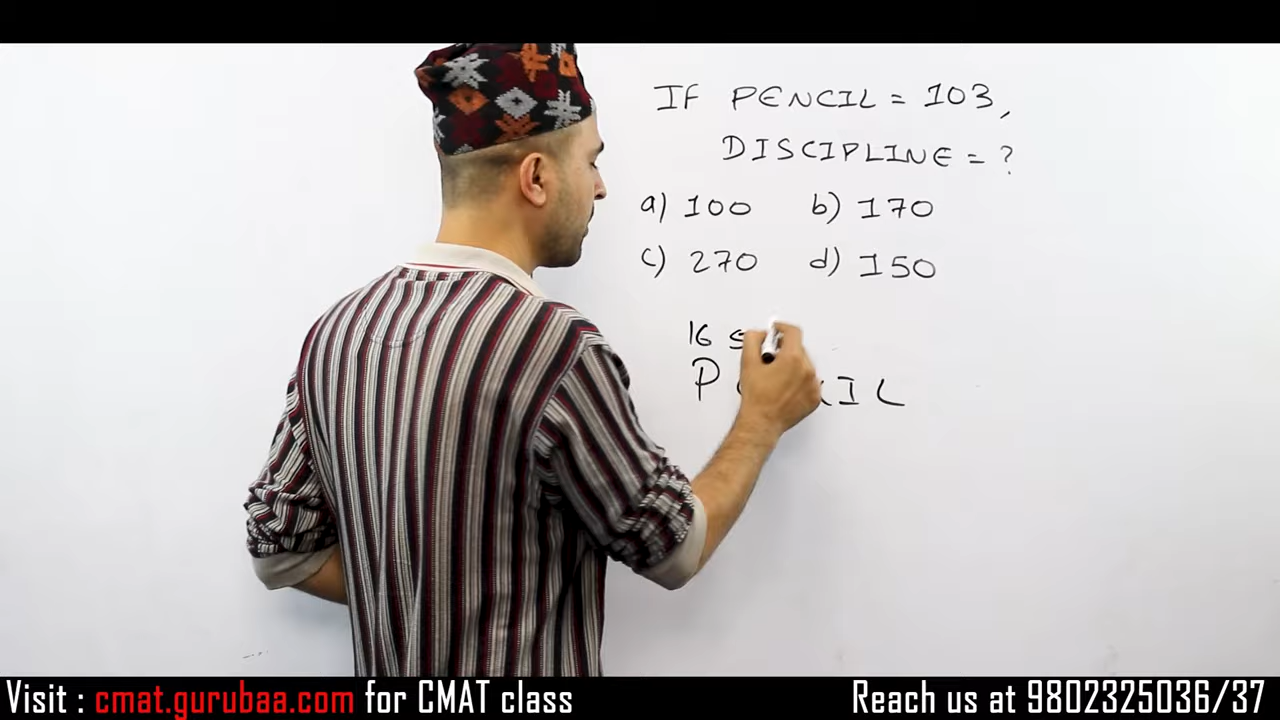 IF PENCIL = 103,
DISCIPLINE = ?
a) 100 b) 170
c) 270 d) 150
16 5
P IL
Visit : cmat.gurubaa.com for CMAT class Reach us at 9802325036/37